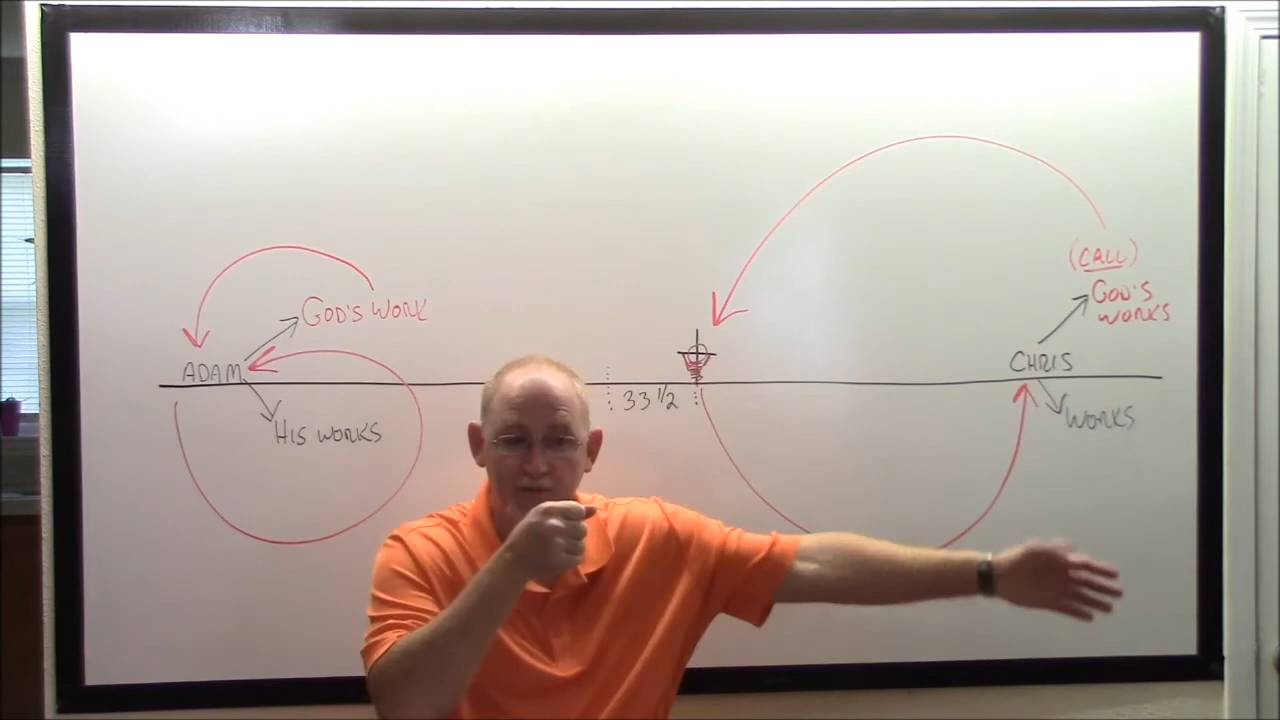 GOD'S WORK
ADAM
HIS WORKS
33 1/2
(CALL)
GOD'S
WORKS
CHRIS
WORKS